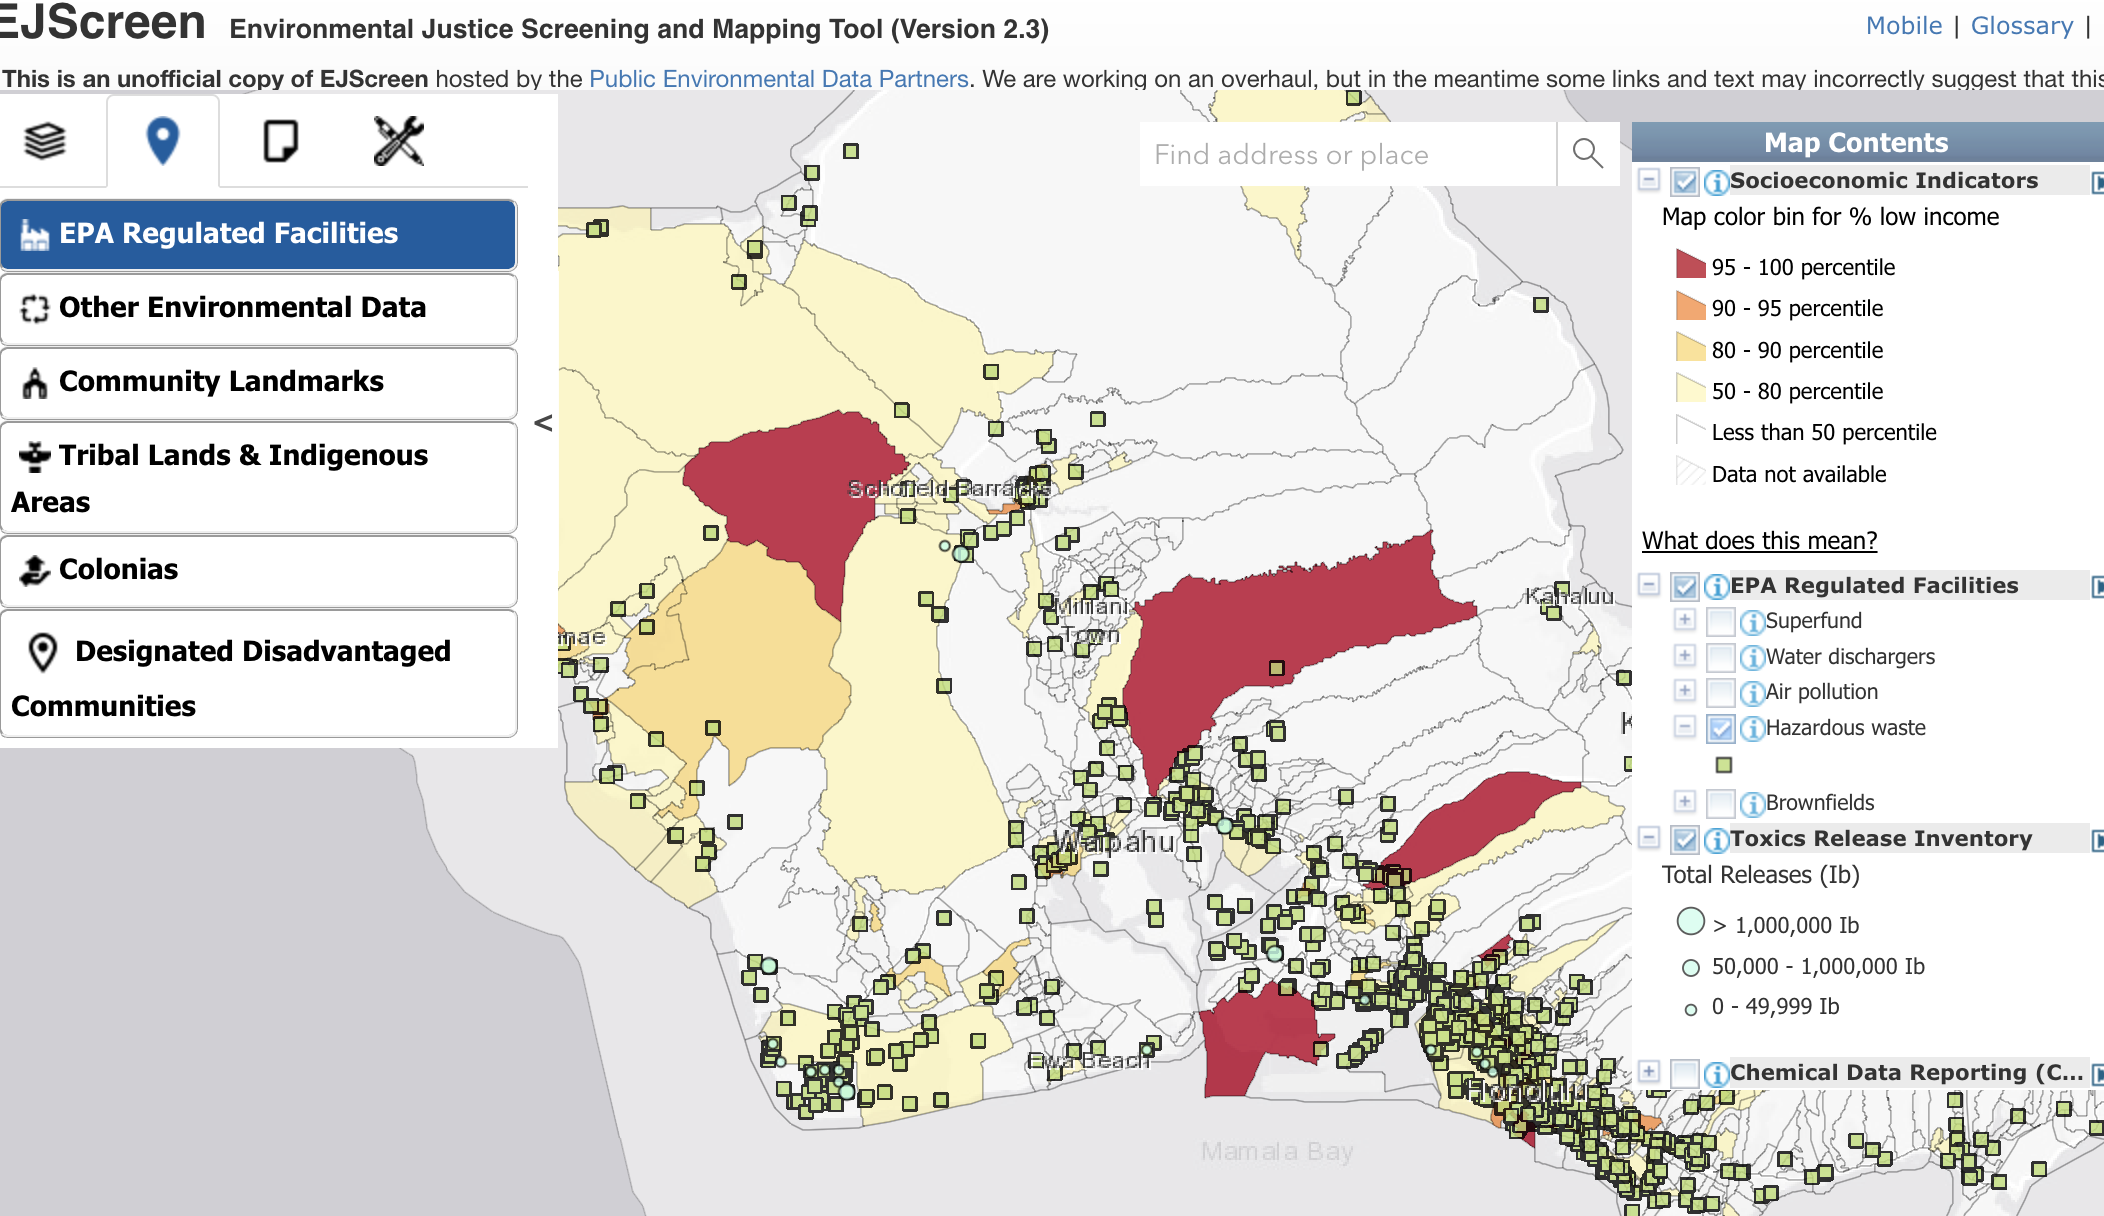 EJScreen Environmental Justice Screening and Mapping Tool (Version 2.3)
Mobile | Glossary |
This is an unofficial copy of EJScreen hosted by the Public Environmental Data Partners. We are working on an overhaul, but in the meantime some links and text may incorrectly suggest that this
EPA Regulated Facilities
Other Environmental Data
Community Landmarks
Tribal Lands & Indigenous
Areas
Colonias
Designated Disadvantaged
Communities
<
Find address or place
Schofield Barracks
Mililani
Town
Kahaluu
Waipahu
Ewa Beach
Honolulu
Mamala Bay
Map Contents
Socioeconomic Indicators
Map color bin for % low income
95 - 100 percentile
90 - 95 percentile
80 - 90 percentile
50 - 80 percentile
Less than 50 percentile
Data not available
What does this mean?
EPA Regulated Facilities
Superfund
Water dischargers
Air pollution
Hazardous waste
Brownfields
Toxics Release Inventory
Total Releases (lb)
> 1,000,000 lb
50,000 - 1,000,000 lb
0 - 49,999 lb
Chemical Data Reporting (C...